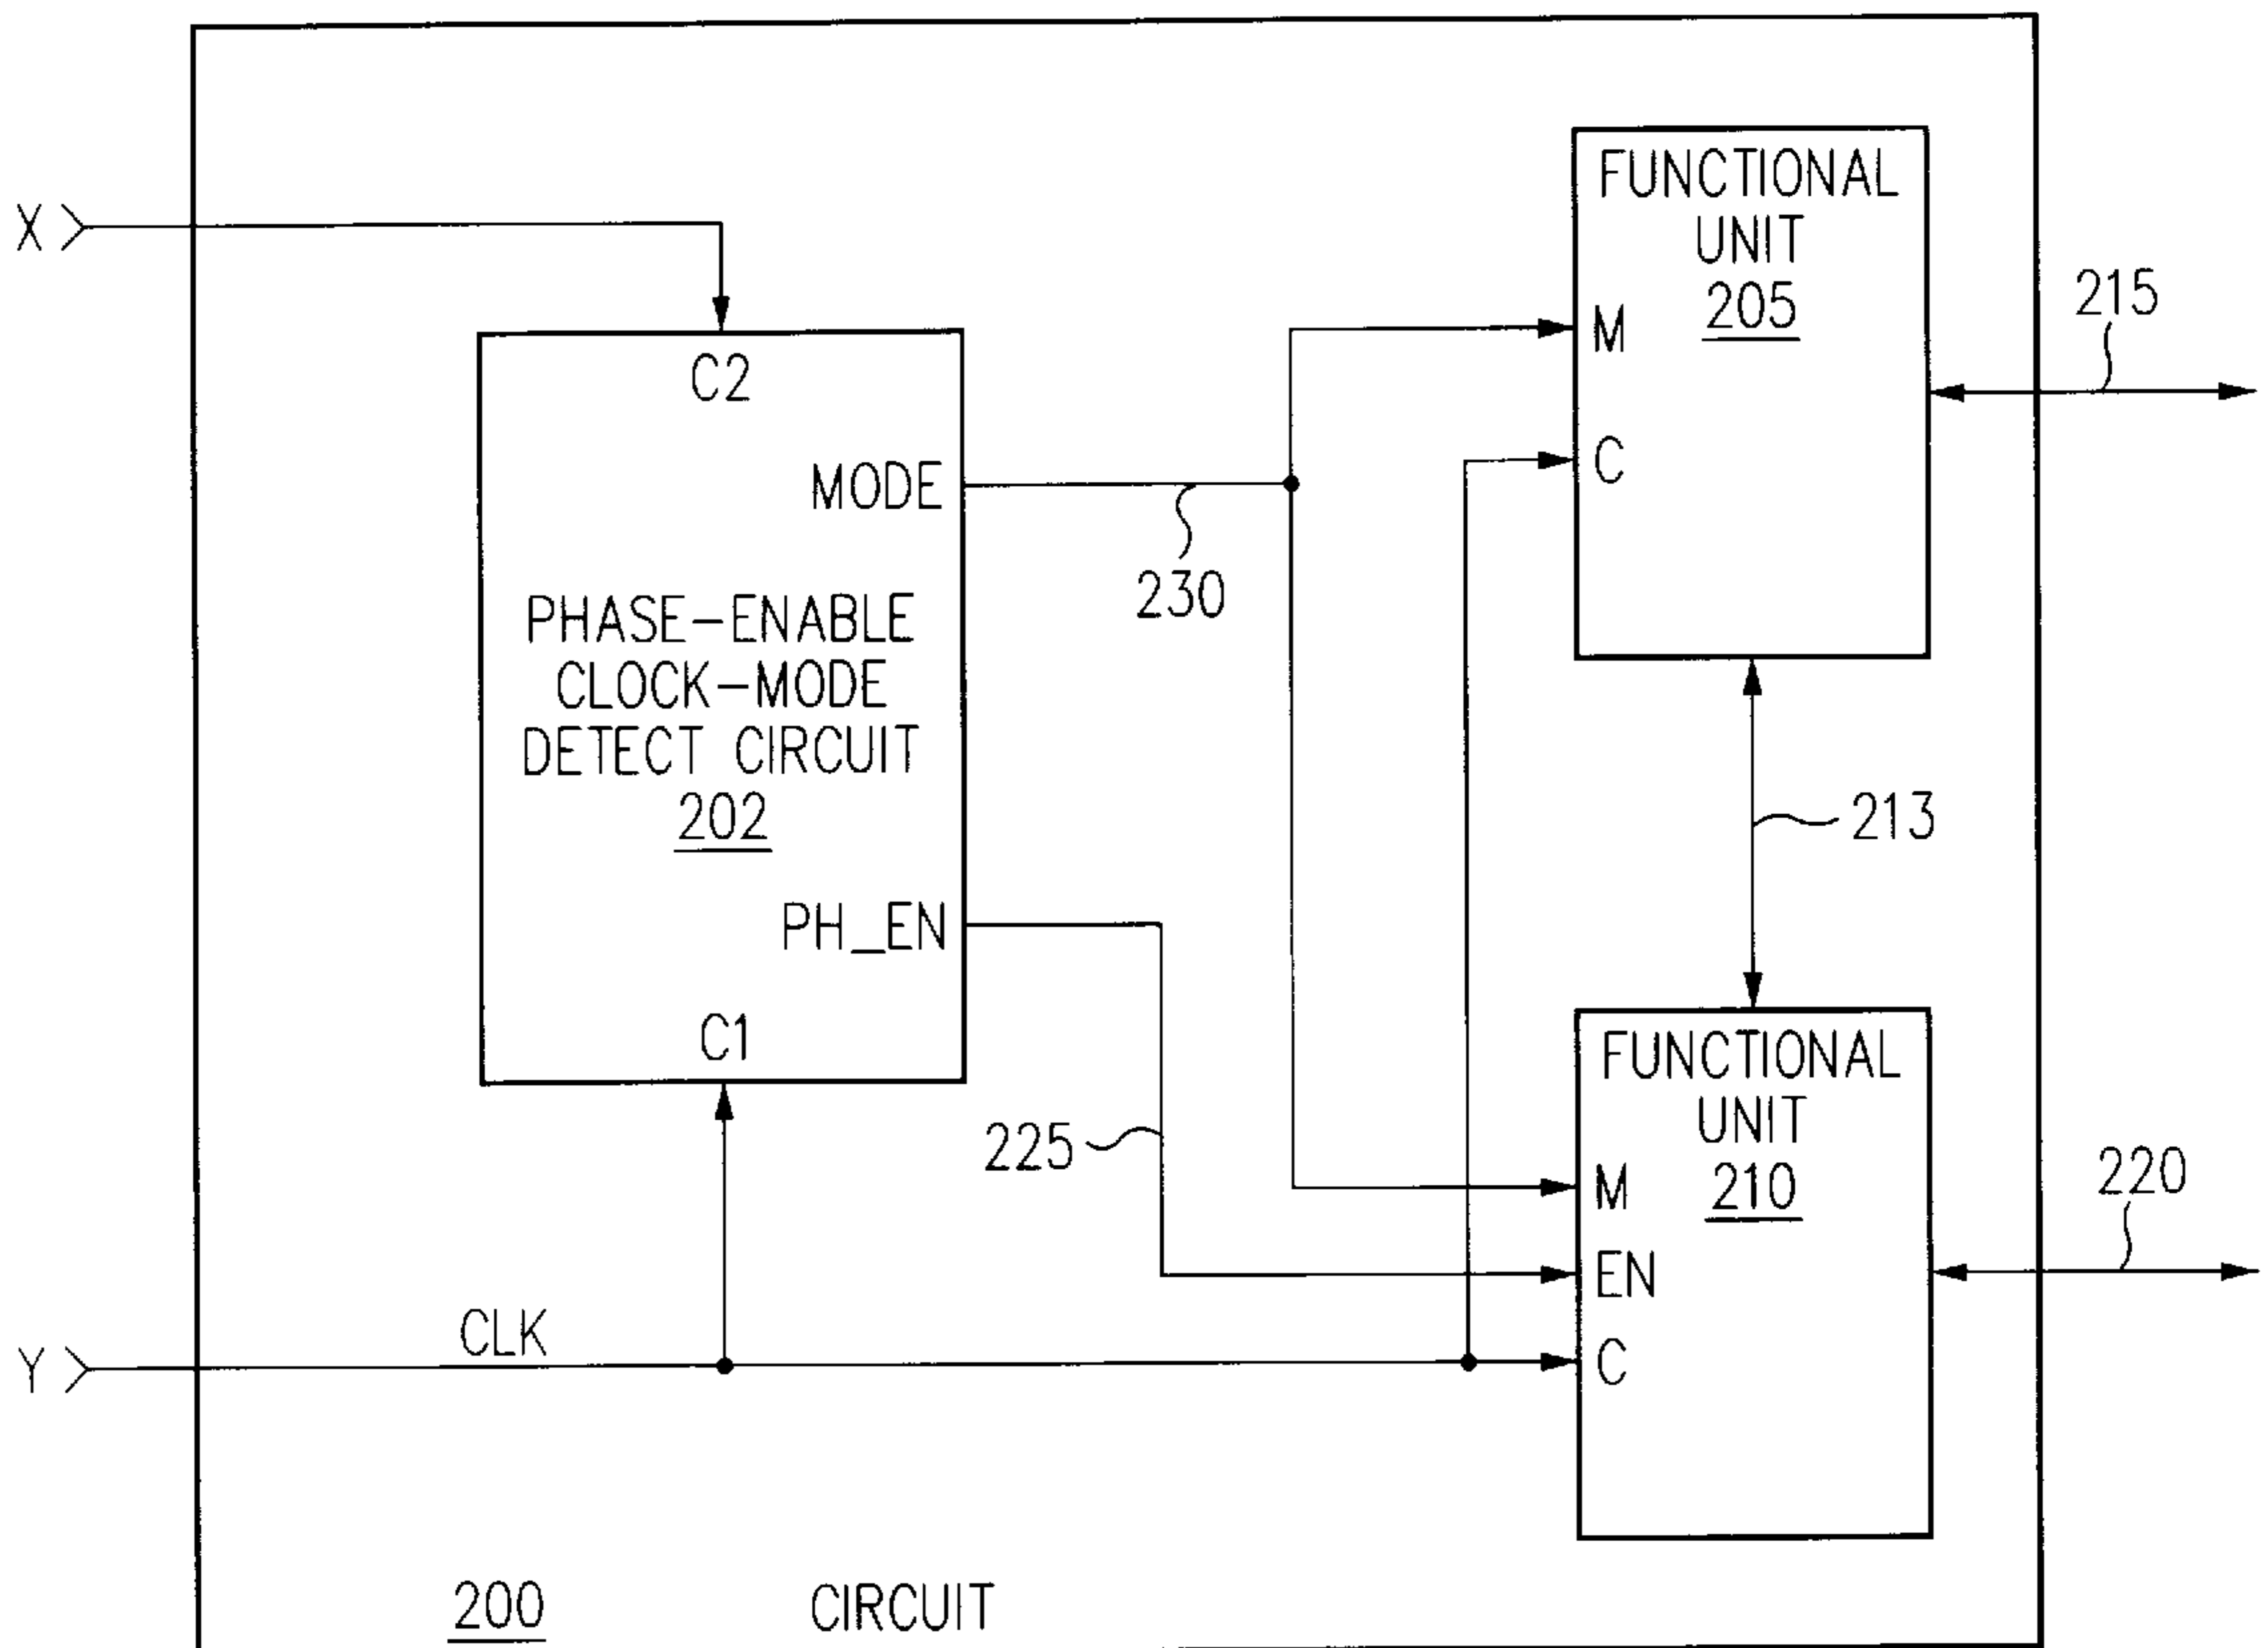 X
C2
MODE
PHASE-ENABLE
CLOCK-MODE
DETECT CIRCUIT
202
PH_EN
C1
230
225
FUNCTIONAL
UNIT
205
M
C
215
213
FUNCTIONAL
UNIT
210
M
EN
C
220
Y
CLK
200
CIRCUIT